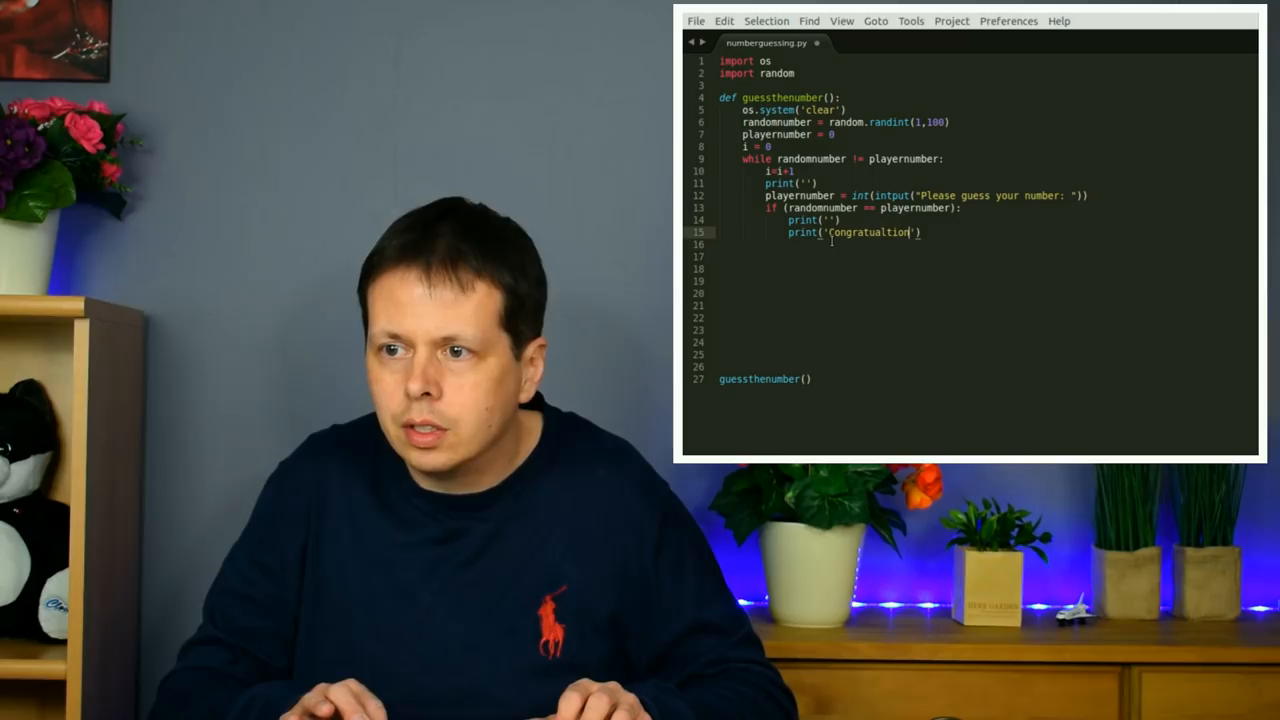 File Edit Selection Find View Goto Tools Project Preferences Help
numberguessing.py
1 import os
2 import random
3
4 def guessthenumber():
5 os.system('clear')
6 randomnumber = random.randint(1,100)
7 playernumber = 0
8 i = 0
9 while randomnumber != playernumber:
10 i=i+1
11 print('')
12 playernumber = int(intput("Please guess your number: "))
13 if (randomnumber == playernumber):
14 print('')
15 print('Congratualtion')
16
17
18
19
20
21
22
23
24
25
26
27 guessthenumber()
HERB GARDEN